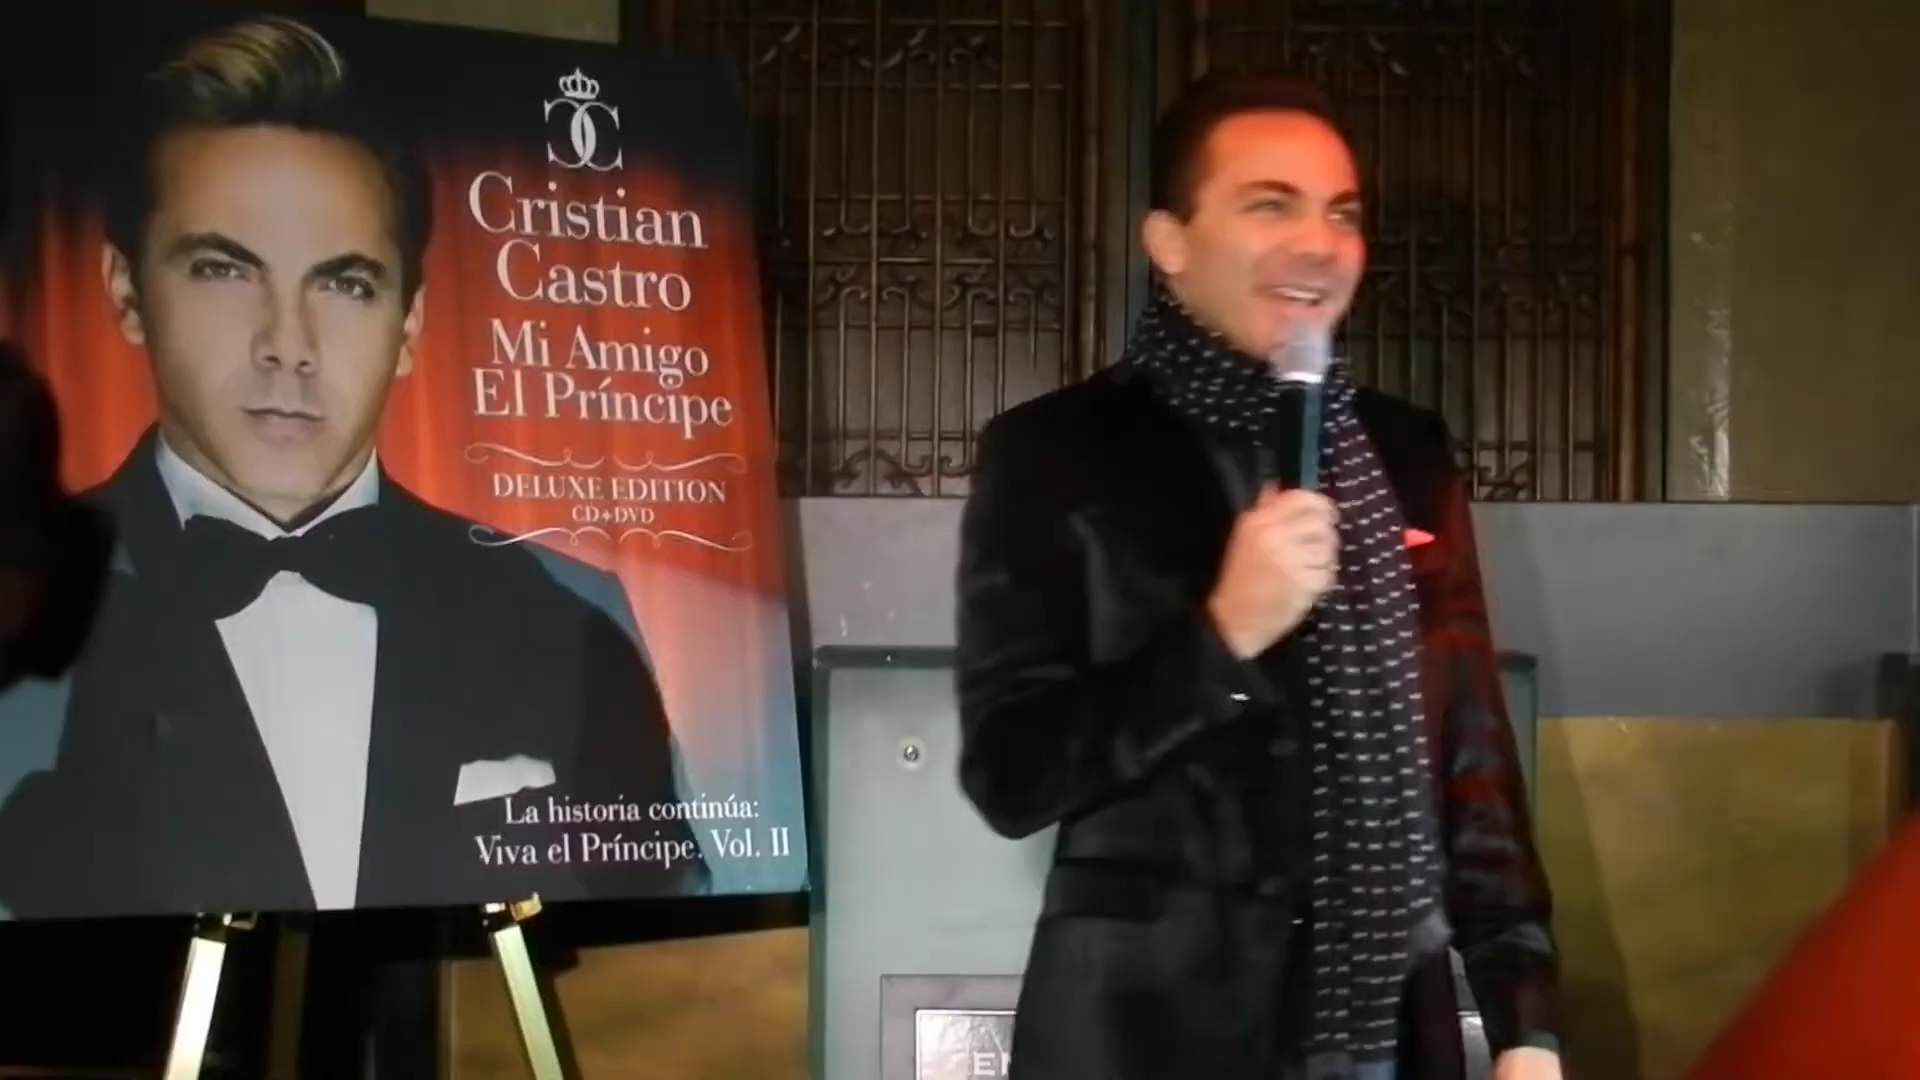 Cristian
Castro
Mi Amigo
El Príncipe
DELUXE EDITION
CD+DVD
La historia continúa:
Viva el Príncipe. Vol. II